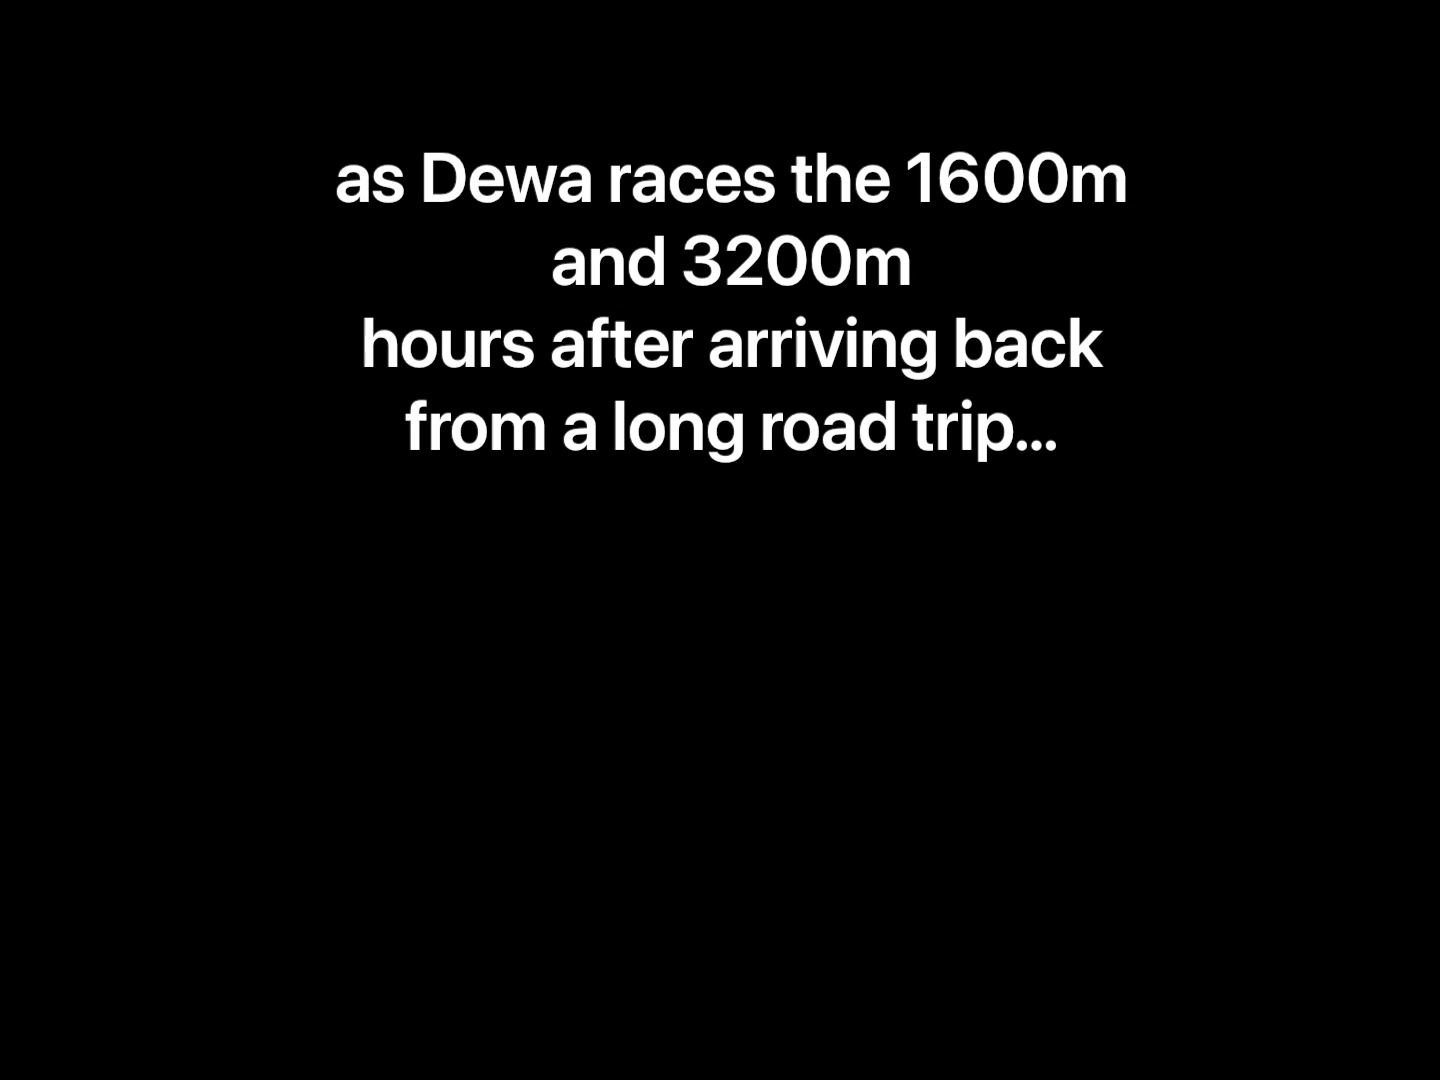 as Dewa races the 1600m
and 3200m
hours after arriving back
from a long road trip...